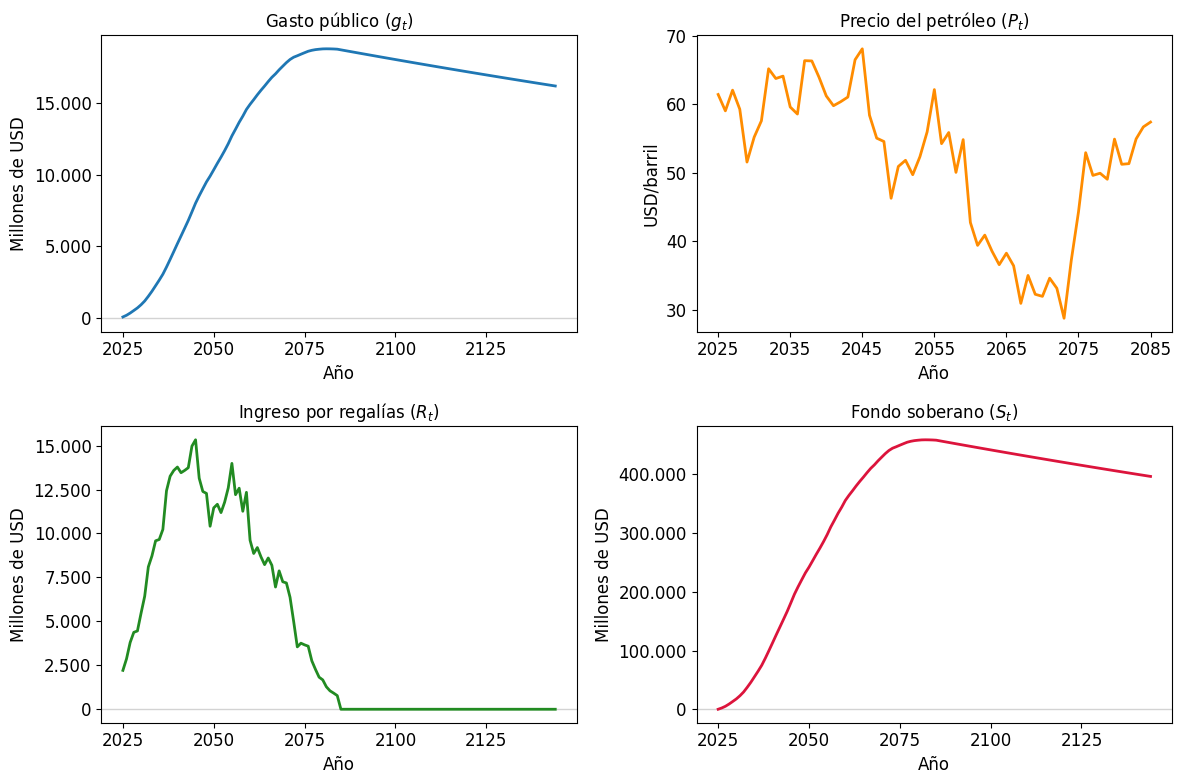 Gasto público (g_t)
Millones de USD
15.000
10.000
5.000
0
2025 2050 2075 2100 2125
Año
Precio del petróleo (P_t)
USD/barril
70
60
50
40
30
2025 2035 2045 2055 2065 2075 2085
Año
Ingreso por regalías (R_t)
Millones de USD
15.000
12.500
10.000
7.500
5.000
2.500
0
2025 2050 2075 2100 2125
Año
Fondo soberano (S_t)
Millones de USD
400.000
300.000
200.000
100.000
0
2025 2050 2075 2100 2125
Año